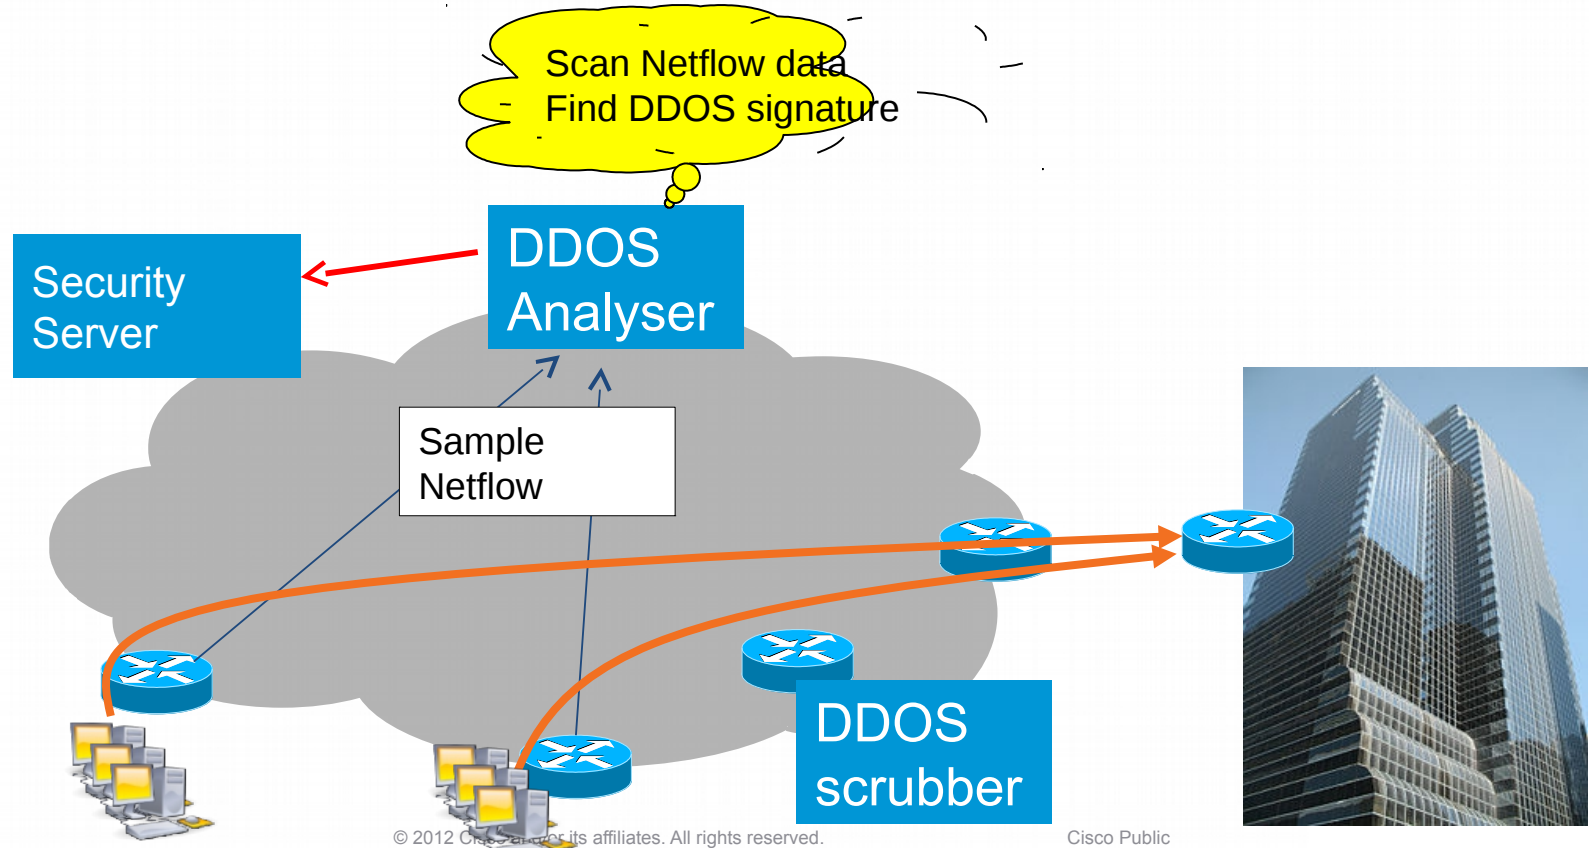 Scan Netflow data
Find DDOS signature
DDOS
Analyser
Security
Server
Sample
Netflow
DDOS
scrubber
© 2012 its affiliates. All rights reserved.
Cisco Public